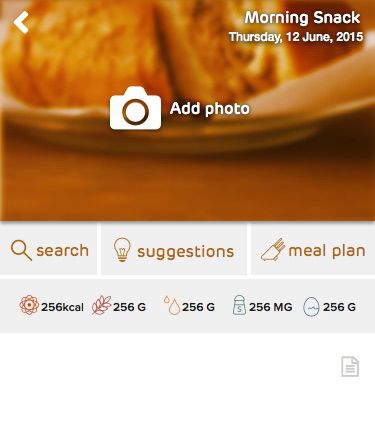 Morning Snack
Thursday, 12 June, 2015
Add photo
search
suggestions
meal plan
256kcal
256 G
256 G
S
256 MG
256 G